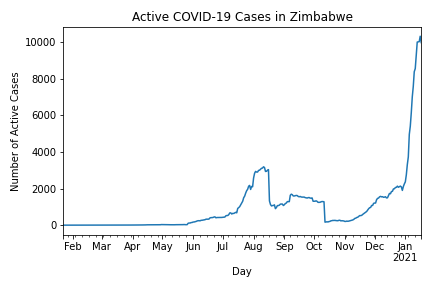 Active COVID-19 Cases in Zimbabwe
Number of Active Cases
10000
8000
6000
4000
2000
0
Feb Mar Apr May Jun Jul Aug Sep Oct Nov Dec Jan
2021
Day